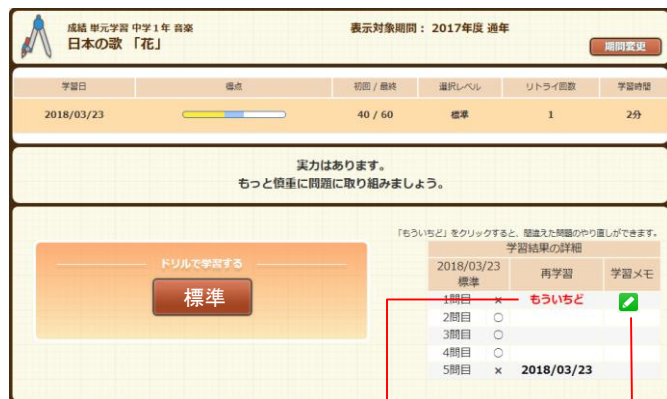 成績 単元学習 中学1年 音楽
日本の歌 「花」
表示対象期間： 2017年度 通年
期間変更
学習日 得点 初回 / 最終 選択レベル リトライ回数 学習時間
2018/03/23 40 / 60 標準 1 2分
実力はあります。
もっと慎重に問題に取り組みましょう。
「もういちど」をクリックすると、間違えた問題のやり直しができます。
ドリルで学習する
標準
学習結果の詳細
2018/03/23 標準 再学習 学習メモ
1問目 × もういちど
2問目 ○
3問目 ○
4問目 ○
5問目 × 2018/03/23